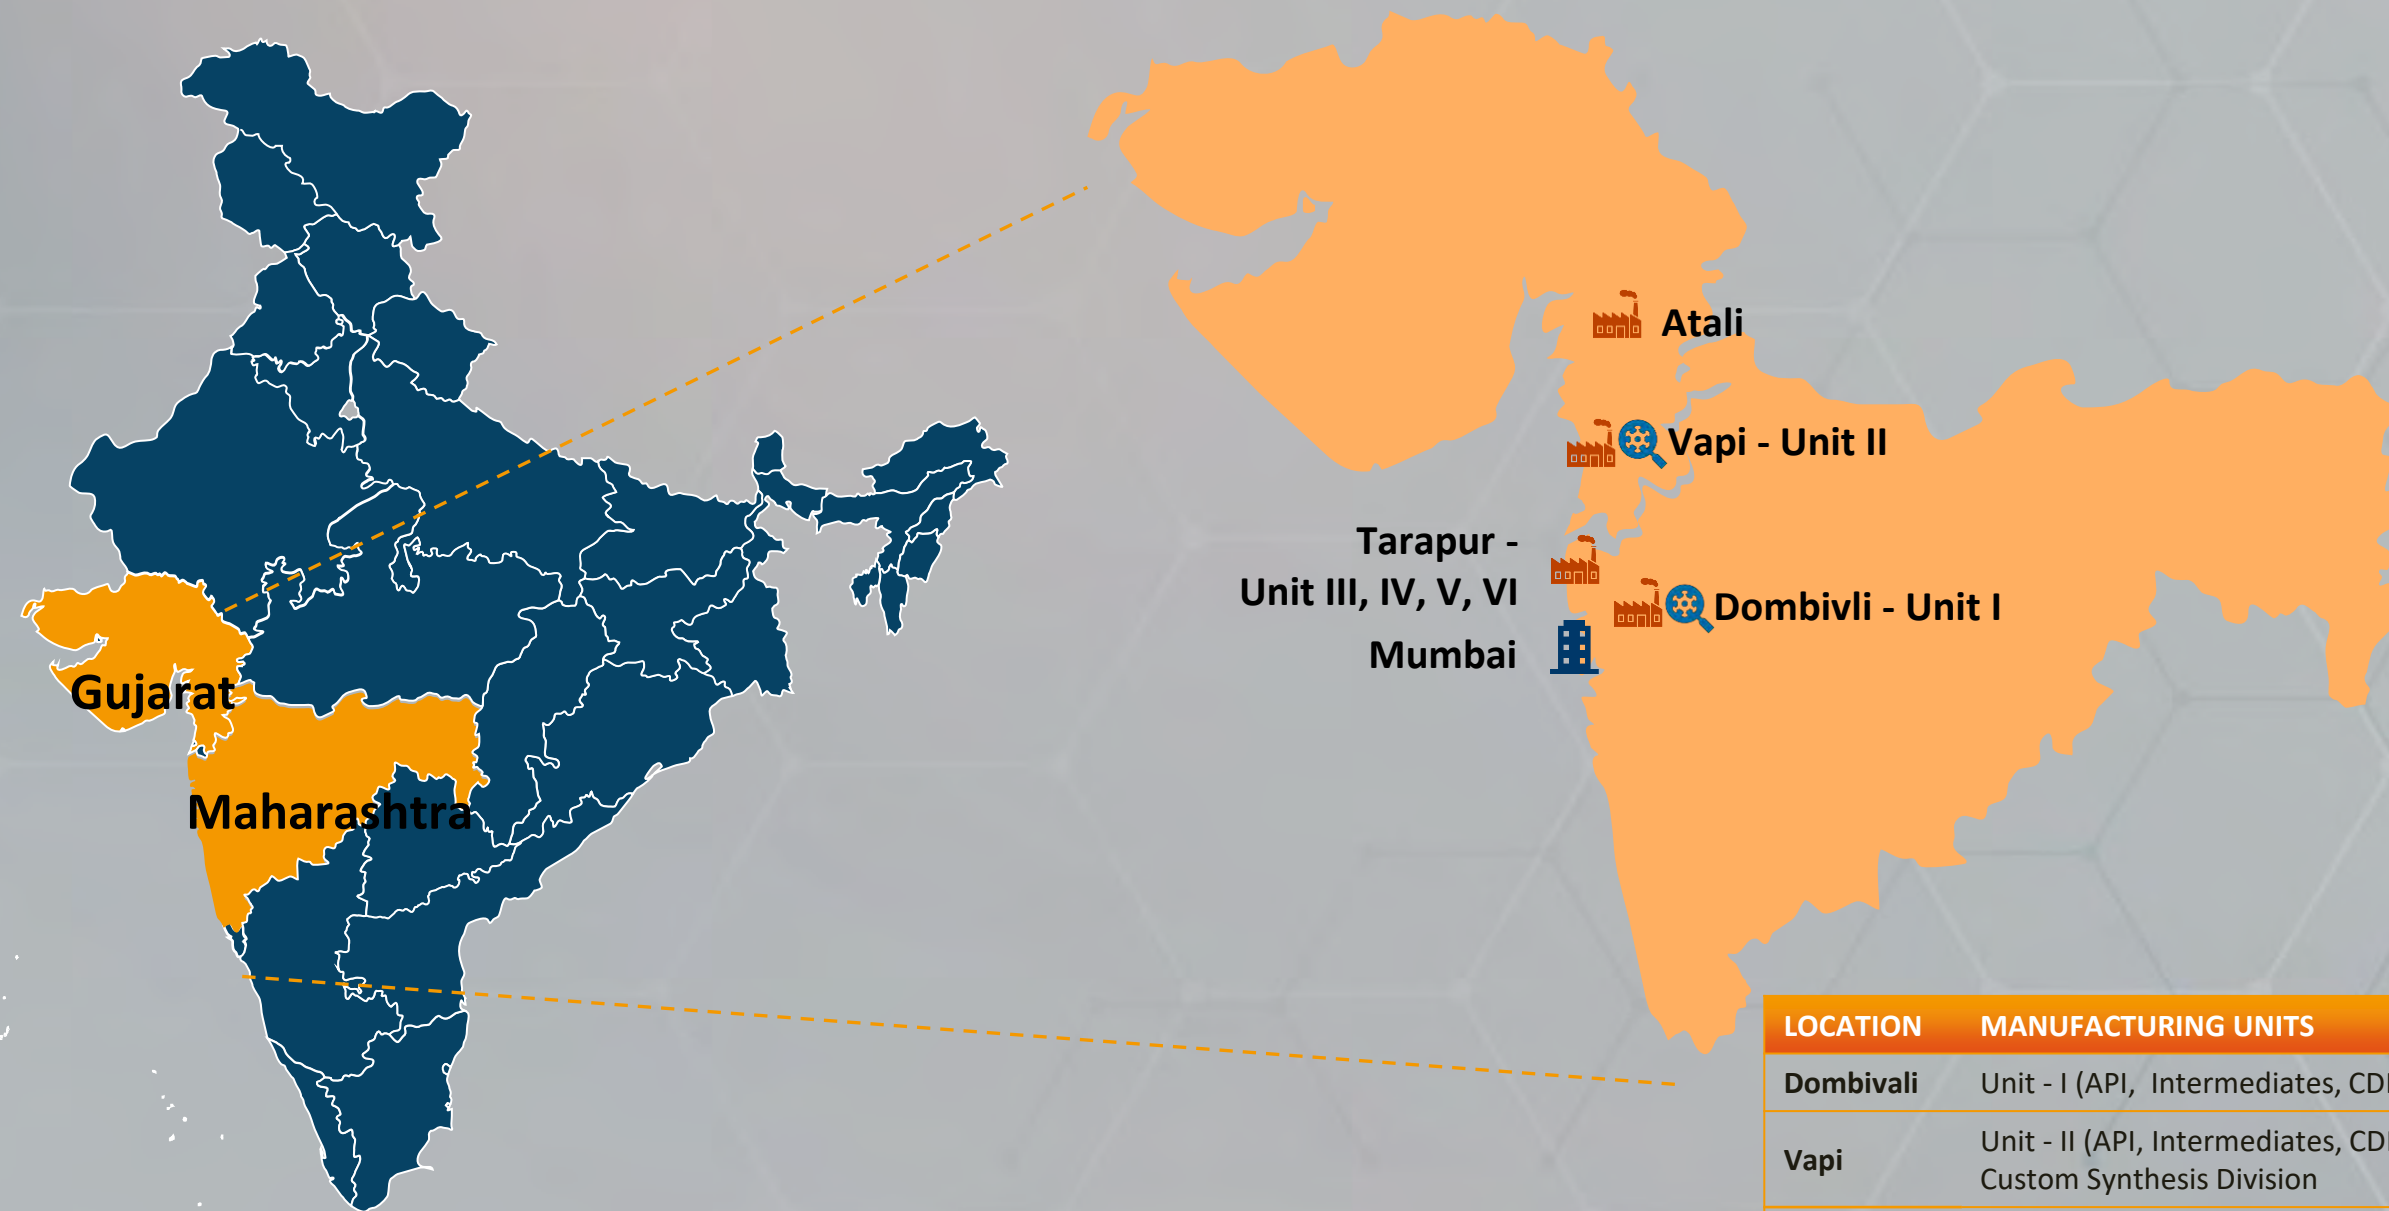 Gujarat
Maharashtra
Atali
Vapi - Unit II
Tarapur -
Unit III, IV, V, VI
Dombivli - Unit I
Mumbai
LOCATION MANUFACTURING UNITS
Dombivali Unit - I (API, Intermediates,
Vapi Unit - II (API, Intermediates,
Custom Synthesis Division